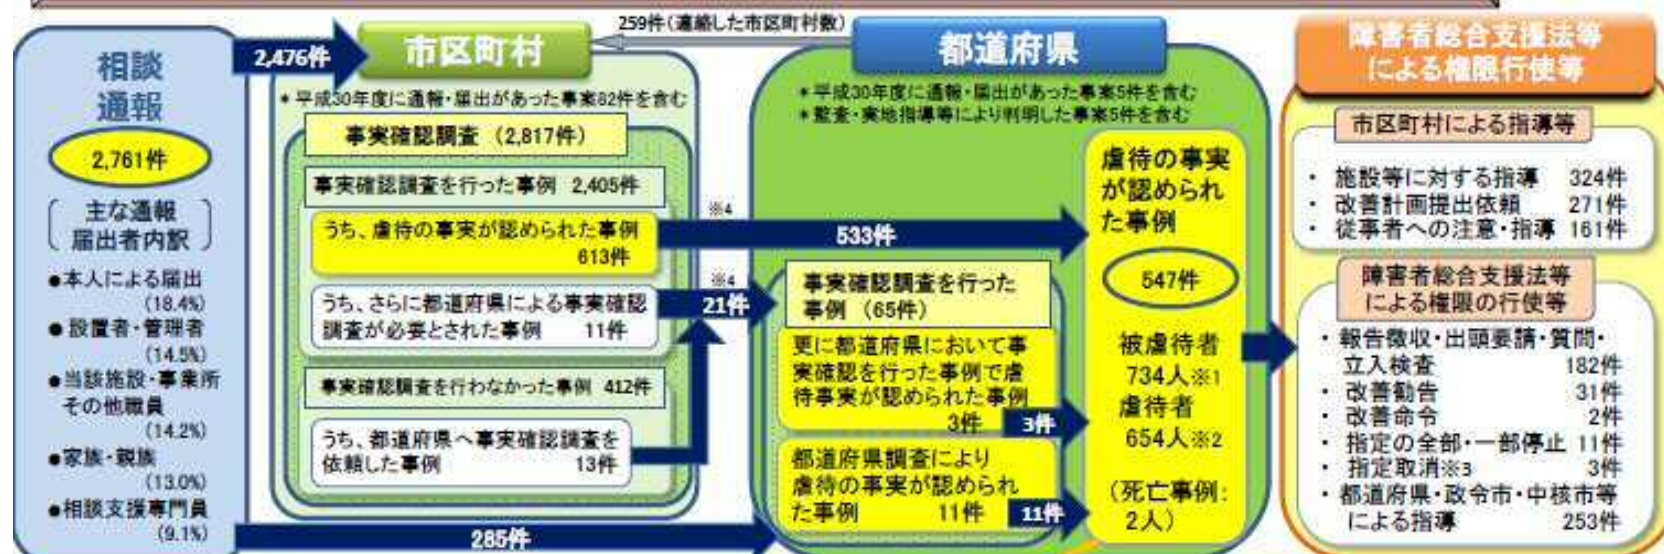 259件(連絡した市区町村数)
相談
通報
2,761件
主な通報
届出者内訳
●本人による届出
(18.4%)
●設置者・管理者
(14.5%)
●当該施設・事業所
その他職員
(14.2%)
●家族・親族
(13.0%)
●相談支援専門員
(9.1%)
2,476件
市区町村
*平成30年度に通報・届出があった事案82件を含む
事実確認調査 (2,817件)
事実確認調査を行った事例 2,405件
うち、虐待の事実が認められた事例
613件
うち、さらに都道府県による事実確認
調査が必要とされた事例 11件
事実確認調査を行わなかった事例 412件
うち、都道府県へ事実確認調査を
依頼した事例 13件
285件
※4
533件
※4
21件
都道府県
*平成30年度に通報・届出があった事案5件を含む
*監査・実地指導等により判明した事案5件を含む
事実確認調査を行った
事例 (65件)
更に都道府県において事
実確認を行った事例で虐
待事実が認められた事例
3件
3件
都道府県調査により
虐待の事実が認められ
た事例 11件
11件
虐待の事実
が認められ
た事例
547件
被虐待者
734人※1
虐待者
654人※2
(死亡事例:
2人)
障害者総合支援法等
による権限行使等
市区町村による指導等
・ 施設等に対する指導 324件
・ 改善計画提出依頼 271件
・ 従事者への注意・指導 161件
障害者総合支援法等
による権限の行使等
・ 報告徴収・出頭要請・質問・
立入検査 182件
・ 改善勧告 31件
・ 改善命令 2件
・ 指定の全部・一部停止 11件
・ 指定取消※3 3件
・ 都道府県・政令市・中核市等
による指導 253件